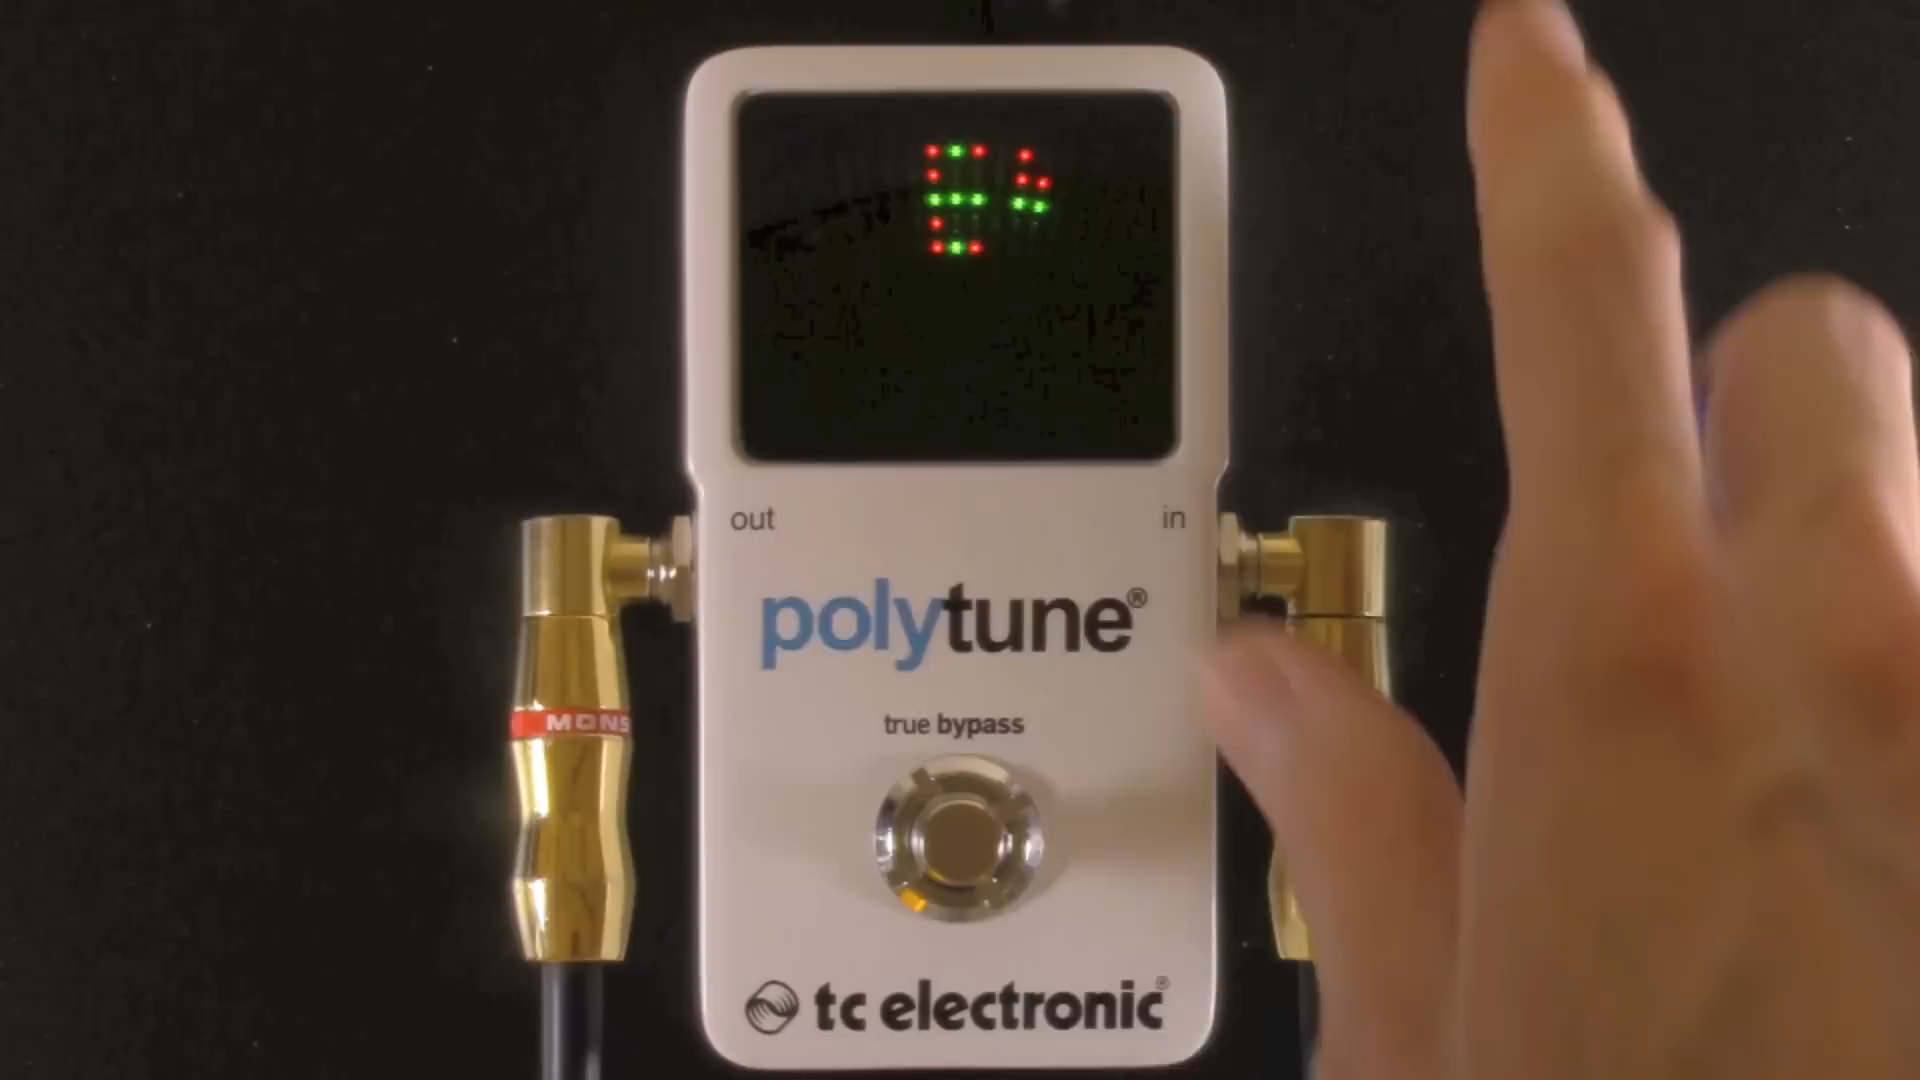 E♭
out in
polytune®
true bypass
MONS
tc electronic®